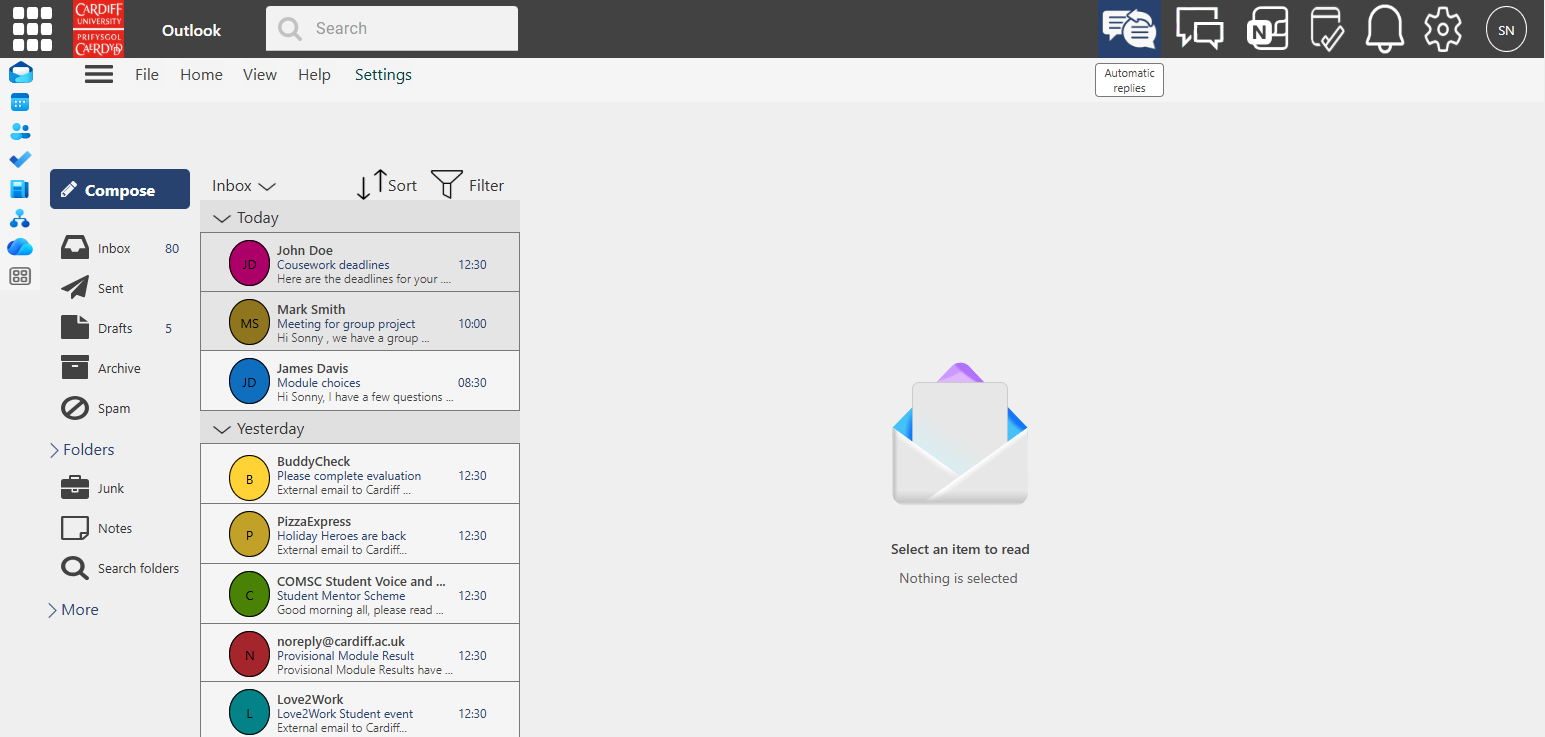 CARDIFF
UNIVERSITY
PRIFYSGOL
CAERDYDD
Outlook
Search
N
SN
File Home View Help Settings
Automatic
replies
Compose
Inbox 80
Sent
Drafts 5
Archive
Spam
Folders
Junk
Notes
Search folders
More
Inbox Sort Filter
Today
JD
John Doe
Cousework deadlines 12:30
Here are the deadlines for your ....
MS
Mark Smith
Meeting for group project 10:00
Hi Sonny , we have a group ...
JD
James Davis
Module choices 08:30
Hi Sonny, I have a few questions ...
Yesterday
B
BuddyCheck
Please complete evaluation 12:30
External email to Cardiff ...
P
PizzaExpress
Holiday Heroes are back 12:30
External email to Cardiff...
C
COMSC Student Voice and ...
Student Mentor Scheme 12:30
Good morning all, please read ...
N
noreply@cardiff.ac.uk
Provisional Module Result 12:30
Provisional Module Results have ...
L
Love2Work
Love2Work Student event 12:30
External email to Cardiff...
Select an item to read
Nothing is selected